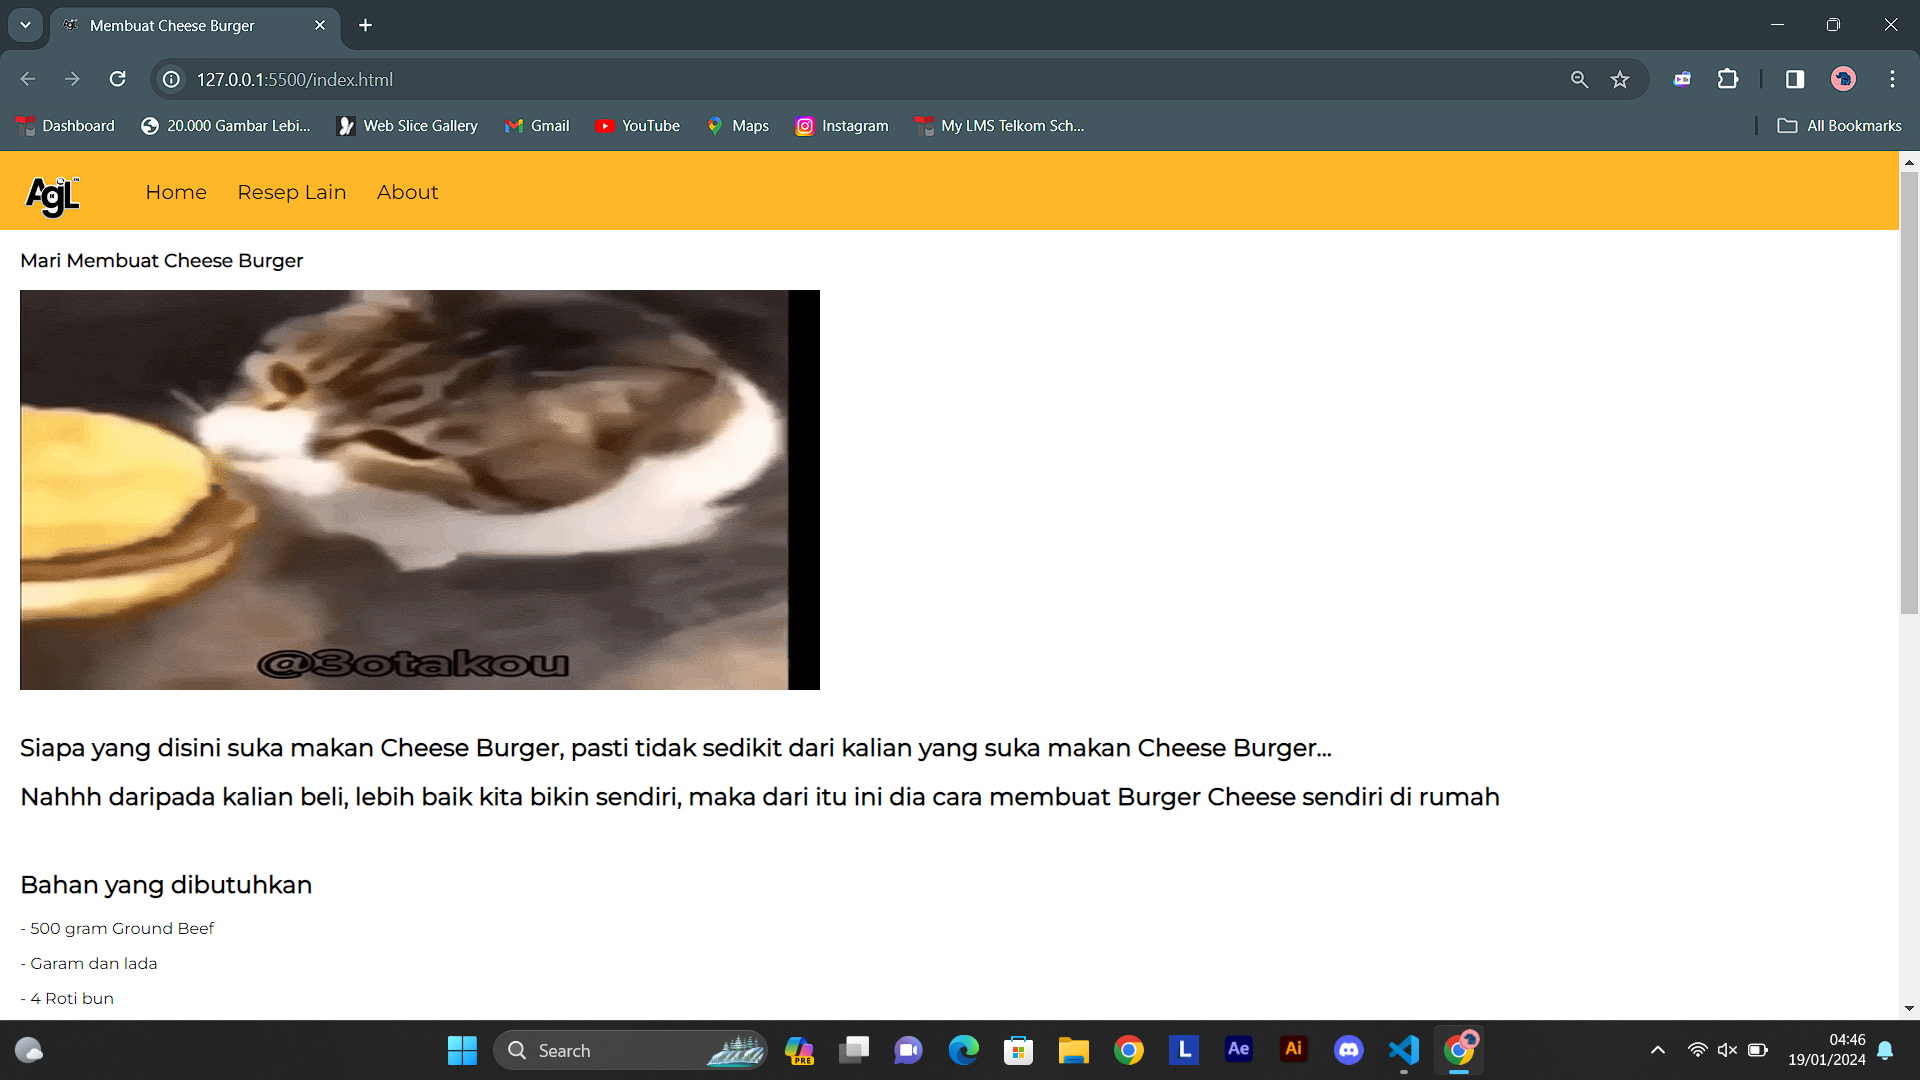 Membuat Cheese Burger
127.0.0.1:5500/index.html
Dashboard
20.000 Gambar Lebi...
Web Slice Gallery
Gmail
YouTube
Maps
Instagram
My LMS Telkom Sch...
All Bookmarks
AgiL™
Home
Resep Lain
About
Mari Membuat Cheese Burger
@3otakou
Siapa yang disini suka makan Cheese Burger, pasti tidak sedikit dari kalian yang suka makan Cheese Burger...
Nahhh daripada kalian beli, lebih baik kita bikin sendiri, maka dari itu ini dia cara membuat Burger Cheese sendiri di rumah
Bahan yang dibutuhkan
- 500 gram Ground Beef
- Garam dan lada
- 4 Roti bun
Search
PRE
L
Ae
Ai
04:46
19/01/2024